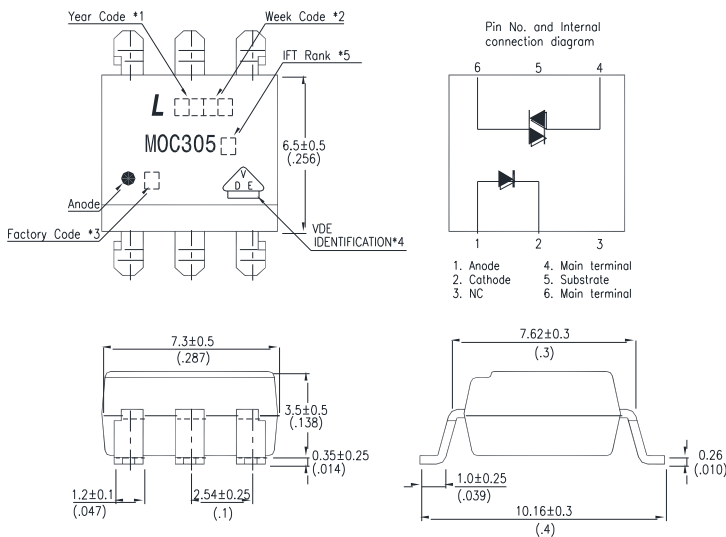 Year Code *1
Week Code *2
IFT Rank *5
L
MOC305
6.5±0.5
(.256)
Anode
Factory Code *3
V
D E
VDE
IDENTIFICATION*4
Pin No. and Internal
connection diagram
6 5 4
1 2 3
1. Anode 4. Main terminal
2. Cathode 5. Substrate
3. NC 6. Main terminal
7.3±0.5
(.287)
3.5±0.5
(.138)
0.35±0.25
(.014)
1.2±0.1
(.047)
2.54±0.25
(.1)
7.62±0.3
(.3)
0.26
(.010)
1.0±0.25
(.039)
10.16±0.3
(.4)